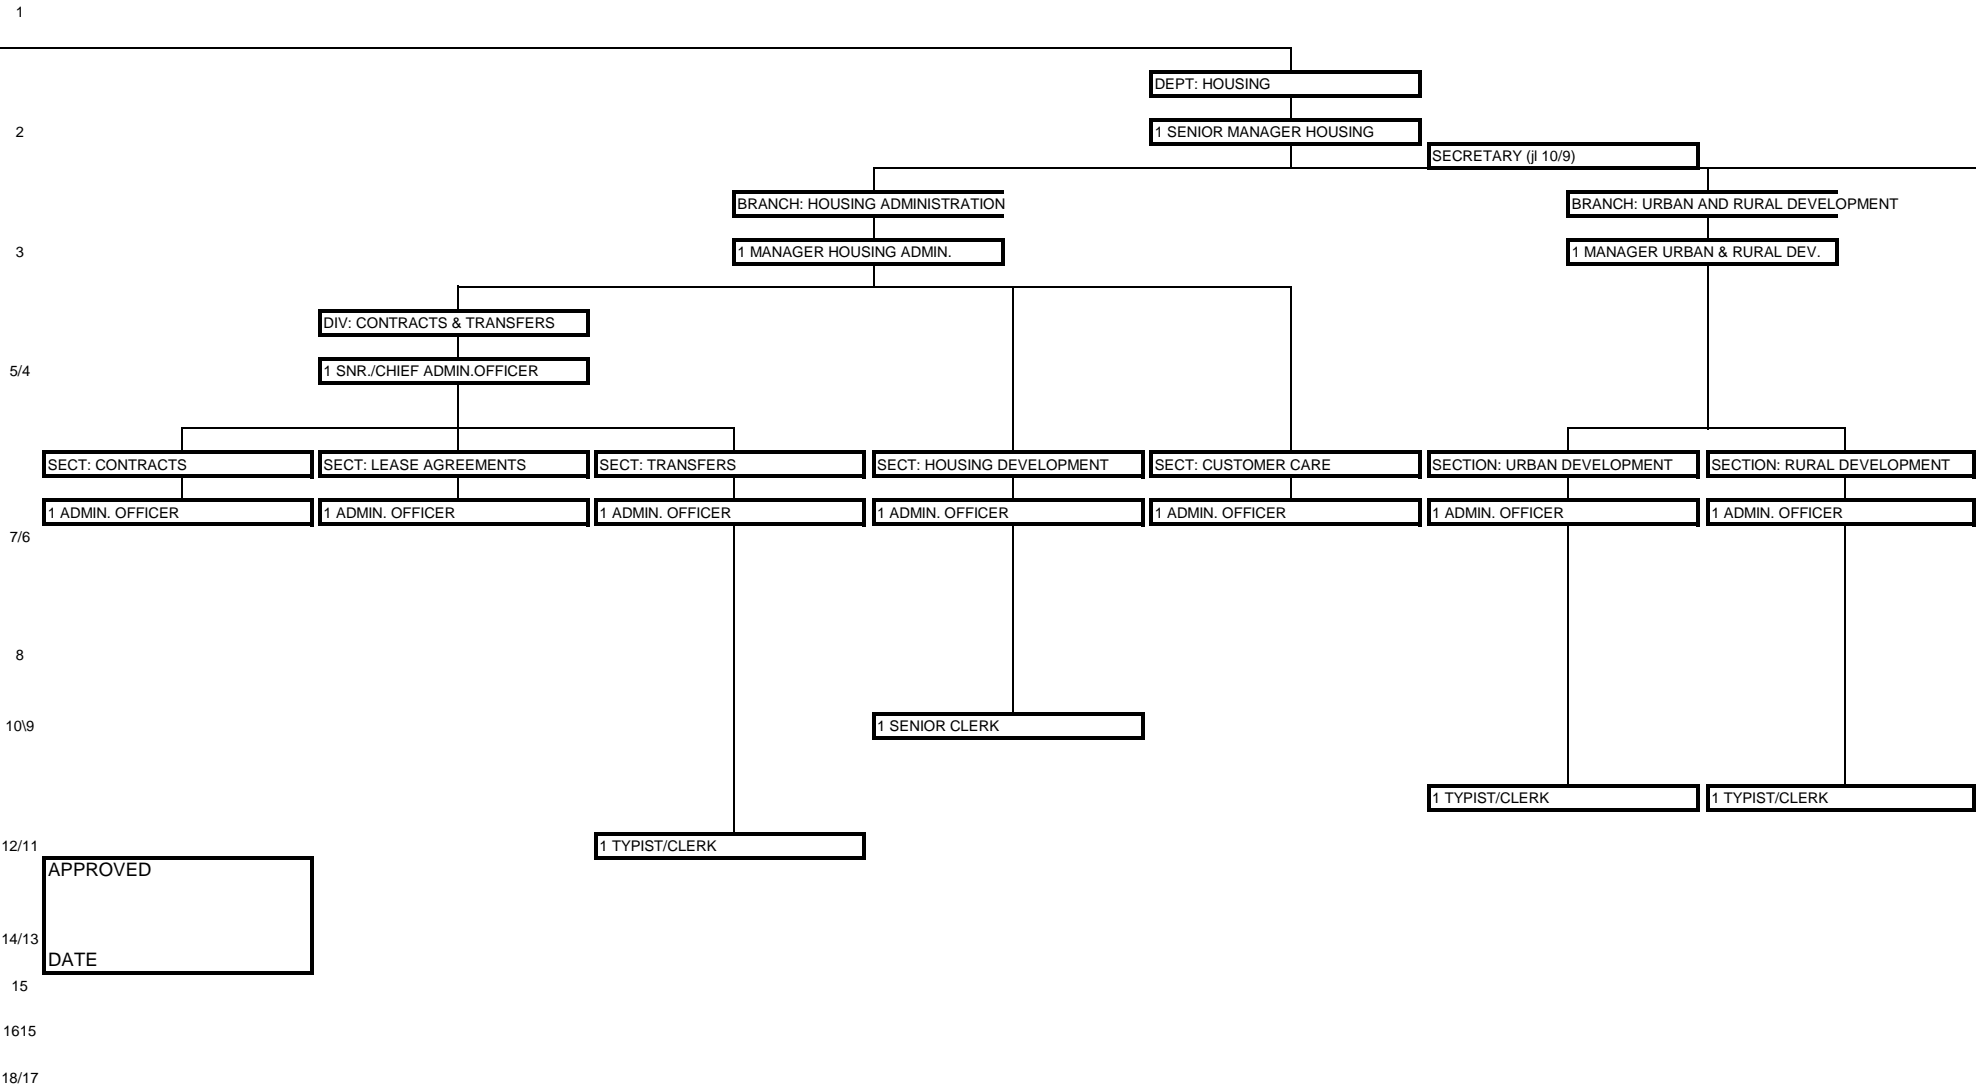 1
DEPT: HOUSING
2
1 SENIOR MANAGER HOUSING
SECRETARY (jl 10/9)
BRANCH: HOUSING ADMINISTRATION
BRANCH: URBAN AND RURAL DEVELOPMENT
3
1 MANAGER HOUSING ADMIN.
1 MANAGER URBAN & RURAL DEV.
DIV: CONTRACTS & TRANSFERS
5/4
1 SNR./CHIEF ADMIN.OFFICER
SECT: CONTRACTS
SECT: LEASE AGREEMENTS
SECT: TRANSFERS
SECT: HOUSING DEVELOPMENT
SECT: CUSTOMER CARE
SECTION: URBAN DEVELOPMENT
SECTION: RURAL DEVELOPMENT
1 ADMIN. OFFICER
1 ADMIN. OFFICER
1 ADMIN. OFFICER
1 ADMIN. OFFICER
1 ADMIN. OFFICER
1 ADMIN. OFFICER
1 ADMIN. OFFICER
7/6
8
10\9
1 SENIOR CLERK
1 TYPIST/CLERK
1 TYPIST/CLERK
12/11
1 TYPIST/CLERK
APPROVED
14/13
DATE
15
1615
18/17